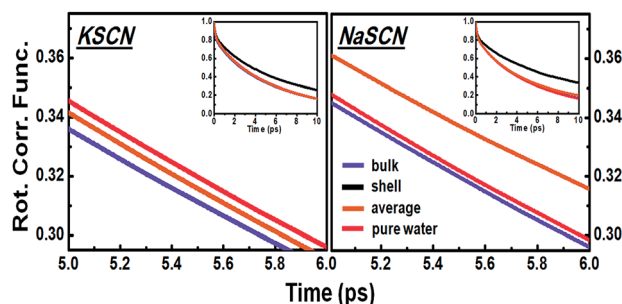 Rot. Corr. Func.
KSCN
0.36
0.34
0.32
0.30
5.0 5.2 5.4 5.6 5.8 6.0
1.0
0.8
0.6
0.4
0.2
0.0
0 2 4 6 8 10
Time (ps)
NaSCN
1.0
0.8
0.6
0.4
0.2
0.0
0 2 4 6 8 10
Time (ps)
bulk
shell
average
pure water
0.36
0.34
0.32
0.30
5.2 5.4 5.6 5.8 6.0
Time (ps)